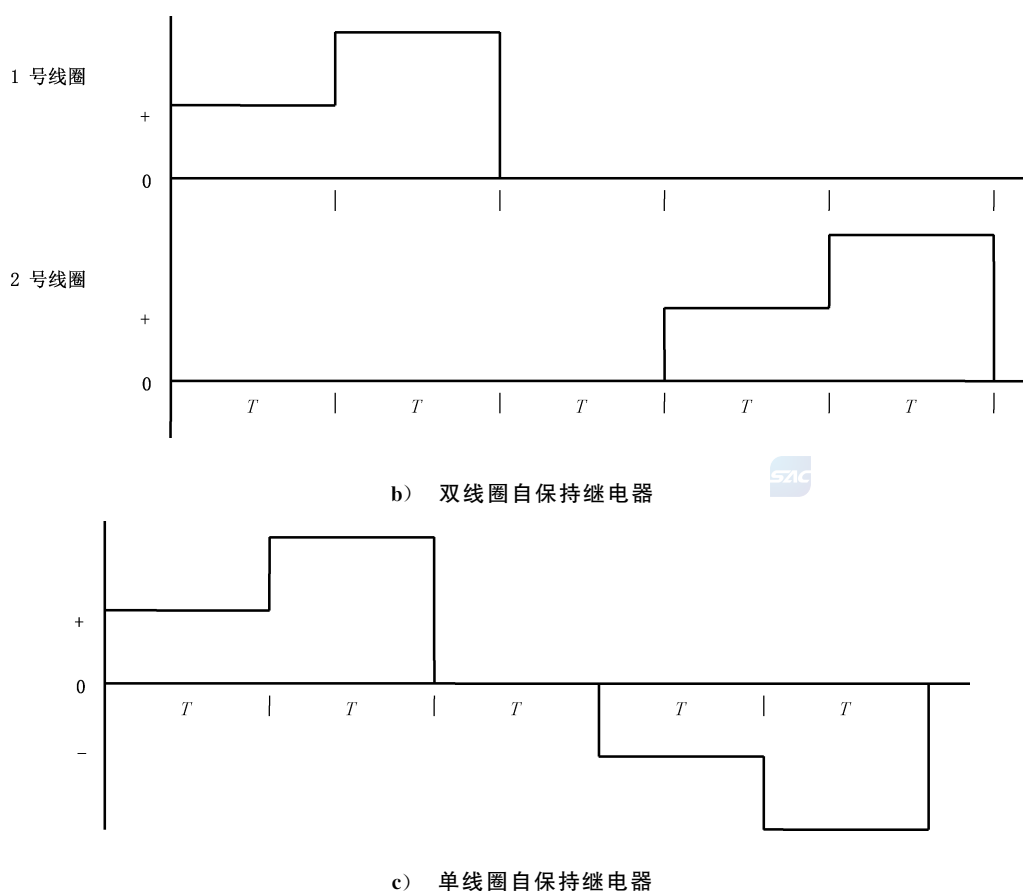 1 号线圈
+
0
| | | | |
2 号线圈
+
0
T | T | T | T | T |
SAC
b) 双线圈自保持继电器
+
0
T | T | T T | T
−
c) 单线圈自保持继电器